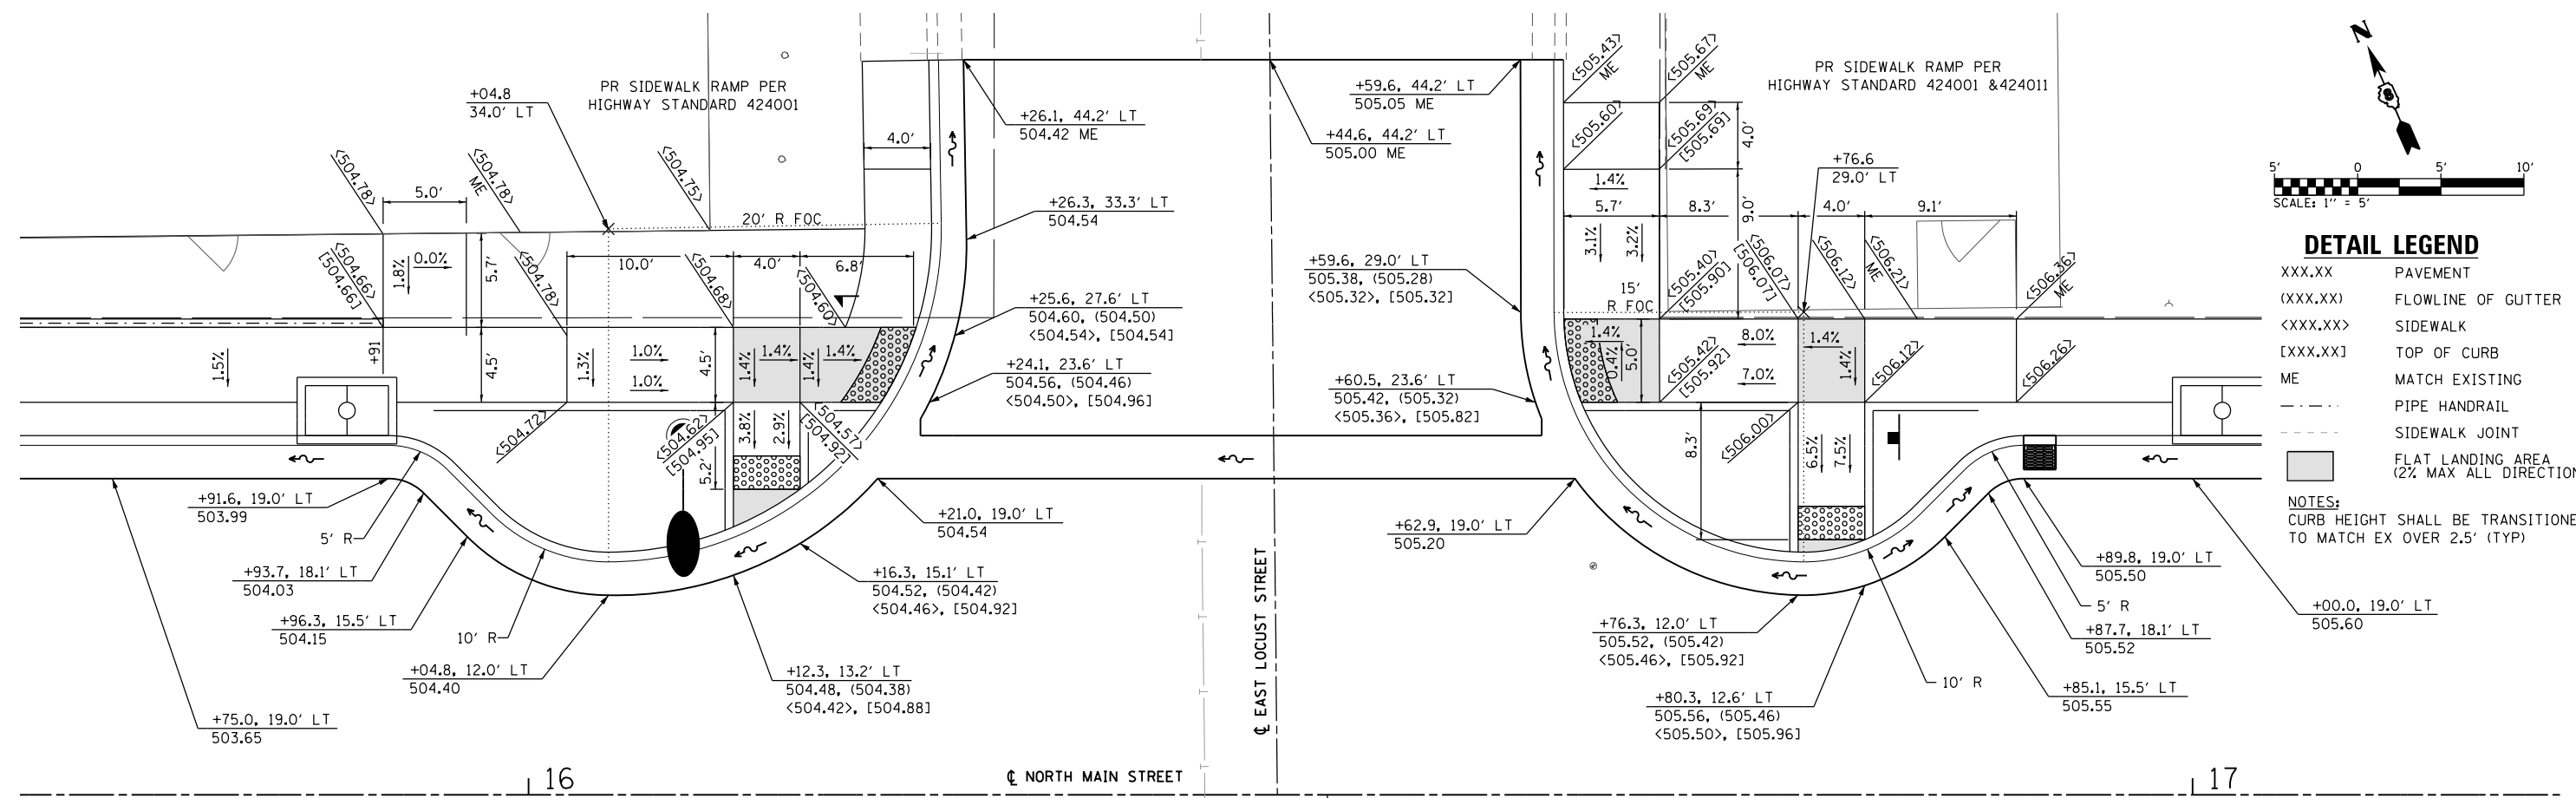 PR SIDEWALK RAMP PER
HIGHWAY STANDARD 424001
+04.8
34.0' LT
<504.78>
<504.78>
ME
<504.75>
5.0'
20' R FOC
4.0'
<504.66>
[504.66]
1.8%
0.0%
5.7'
<504.78>
10.0'
<504.68>
4.0'
<504.60>
6.8'
1.5%
+91
4.5'
1.3%
1.0%
1.0%
4.5'
1.4%
1.4%
1.4%
1.4%
<504.72>
<504.62>
[504.95]
5.2'
3.8%
2.9%
<504.57>
[504.92]
+26.1, 44.2' LT
504.42 ME
+26.3, 33.3' LT
504.54
+25.6, 27.6' LT
504.60, (504.50)
<504.54>, [504.54]
+24.1, 23.6' LT
504.56, (504.46)
<504.50>, [504.96]
+21.0, 19.0' LT
504.54
+16.3, 15.1' LT
504.52, (504.42)
<504.46>, [504.92]
+12.3, 13.2' LT
504.48, (504.38)
<504.42>, [504.88]
+91.6, 19.0' LT
503.99
5' R
+93.7, 18.1' LT
504.03
+96.3, 15.5' LT
504.15
10' R
+04.8, 12.0' LT
504.40
+75.0, 19.0' LT
503.65
16
℄ NORTH MAIN STREET
℄ EAST LOCUST STREET
+59.6, 44.2' LT
505.05 ME
+44.6, 44.2' LT
505.00 ME
+59.6, 29.0' LT
505.38, (505.28)
<505.32>, [505.32]
+60.5, 23.6' LT
505.42, (505.32)
<505.36>, [505.82]
+62.9, 19.0' LT
505.20
<505.43>
ME
<505.67>
ME
<505.60>
<505.69>
[505.69]
4.0'
PR SIDEWALK RAMP PER
HIGHWAY STANDARD 424001 &424011
+76.6
29.0' LT
1.4%
5.7'
8.3'
9.0'
4.0'
9.1'
3.1%
3.2%
<505.40>
[505.90]
<506.07>
[506.07]
<506.12>
<506.21>
ME
<506.36>
ME
15'
R FOC
1.4%
0.4%
5.0'
<505.42>
[505.92]
8.0%
7.0%
1.4%
1.4%
<506.12>
<506.26>
8.3'
<506.00>
6.5%
7.5%
+76.3, 12.0' LT
505.52, (505.42)
<505.46>, [505.92]
+80.3, 12.6' LT
505.56, (505.46)
<505.50>, [505.96]
10' R
+85.1, 15.5' LT
505.55
+87.7, 18.1' LT
505.52
5' R
+89.8, 19.0' LT
505.50
+00.0, 19.0' LT
505.60
17
N
5'
0
5'
10'
SCALE: 1" = 5'
DETAIL LEGEND
XXX.XX PAVEMENT
(XXX.XX) FLOWLINE OF GUTTER
<XXX.XX> SIDEWALK
[XXX.XX] TOP OF CURB
ME MATCH EXISTING
PIPE HANDRAIL
SIDEWALK JOINT
FLAT LANDING AREA
(2% MAX ALL DIRECTION
NOTES:
CURB HEIGHT SHALL BE TRANSITIONE
TO MATCH EX OVER 2.5' (TYP)